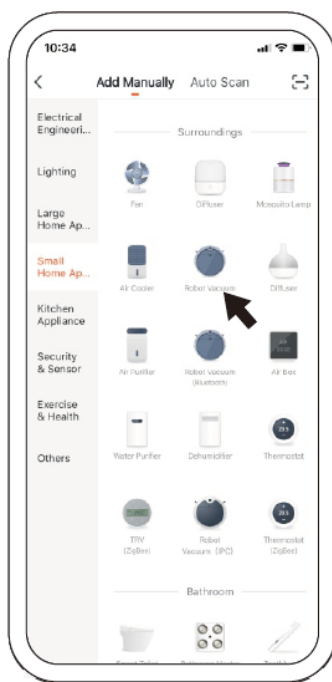 10:34
Add Manually Auto Scan
Electrical
Engineeri...
Lighting
Large
Home Ap...
Small
Home Ap...
Kitchen
Appliance
Security
& Sensor
Exercise
& Health
Others
Surroundings
Fan Diffuser Mosquito Lamp
Air Cooler Robot Vacuum Diffuser
Air Purifier Robot Vacuum
(Bluetooth) Air Box
Water Purifier Dehumidifier Thermostat
TRV
(ZigBee) Robot
Vacuum (IPC) Thermostat
(ZigBee)
Bathroom